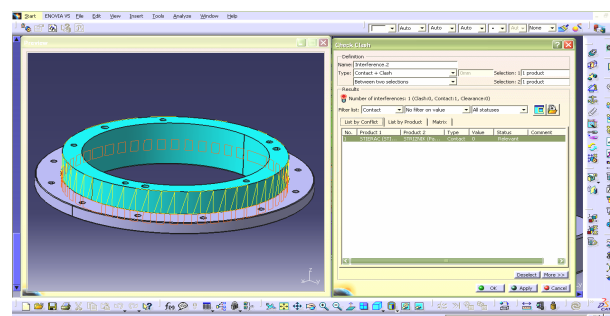 Start ENOVIA V5 File Edit View Insert Tools Analyze Window Help
Auto Auto Auto None
Check Clash
Definition
Name: Interference.2
Type: Contact + Clash 0mm Selection: 1 1 product
Between two selections Selection: 2 1 product
Results
Number of interferences: 1 (Clash:0, Contact:1, Clearance:0)
Filter list: Contact No filter on value All statuses
List by Conflict List by Product Matrix
No. Product 1 Product 2 Type Value Status Comment
1 Contact 0 Relevant
Deselect More >>
OK Apply Cancel